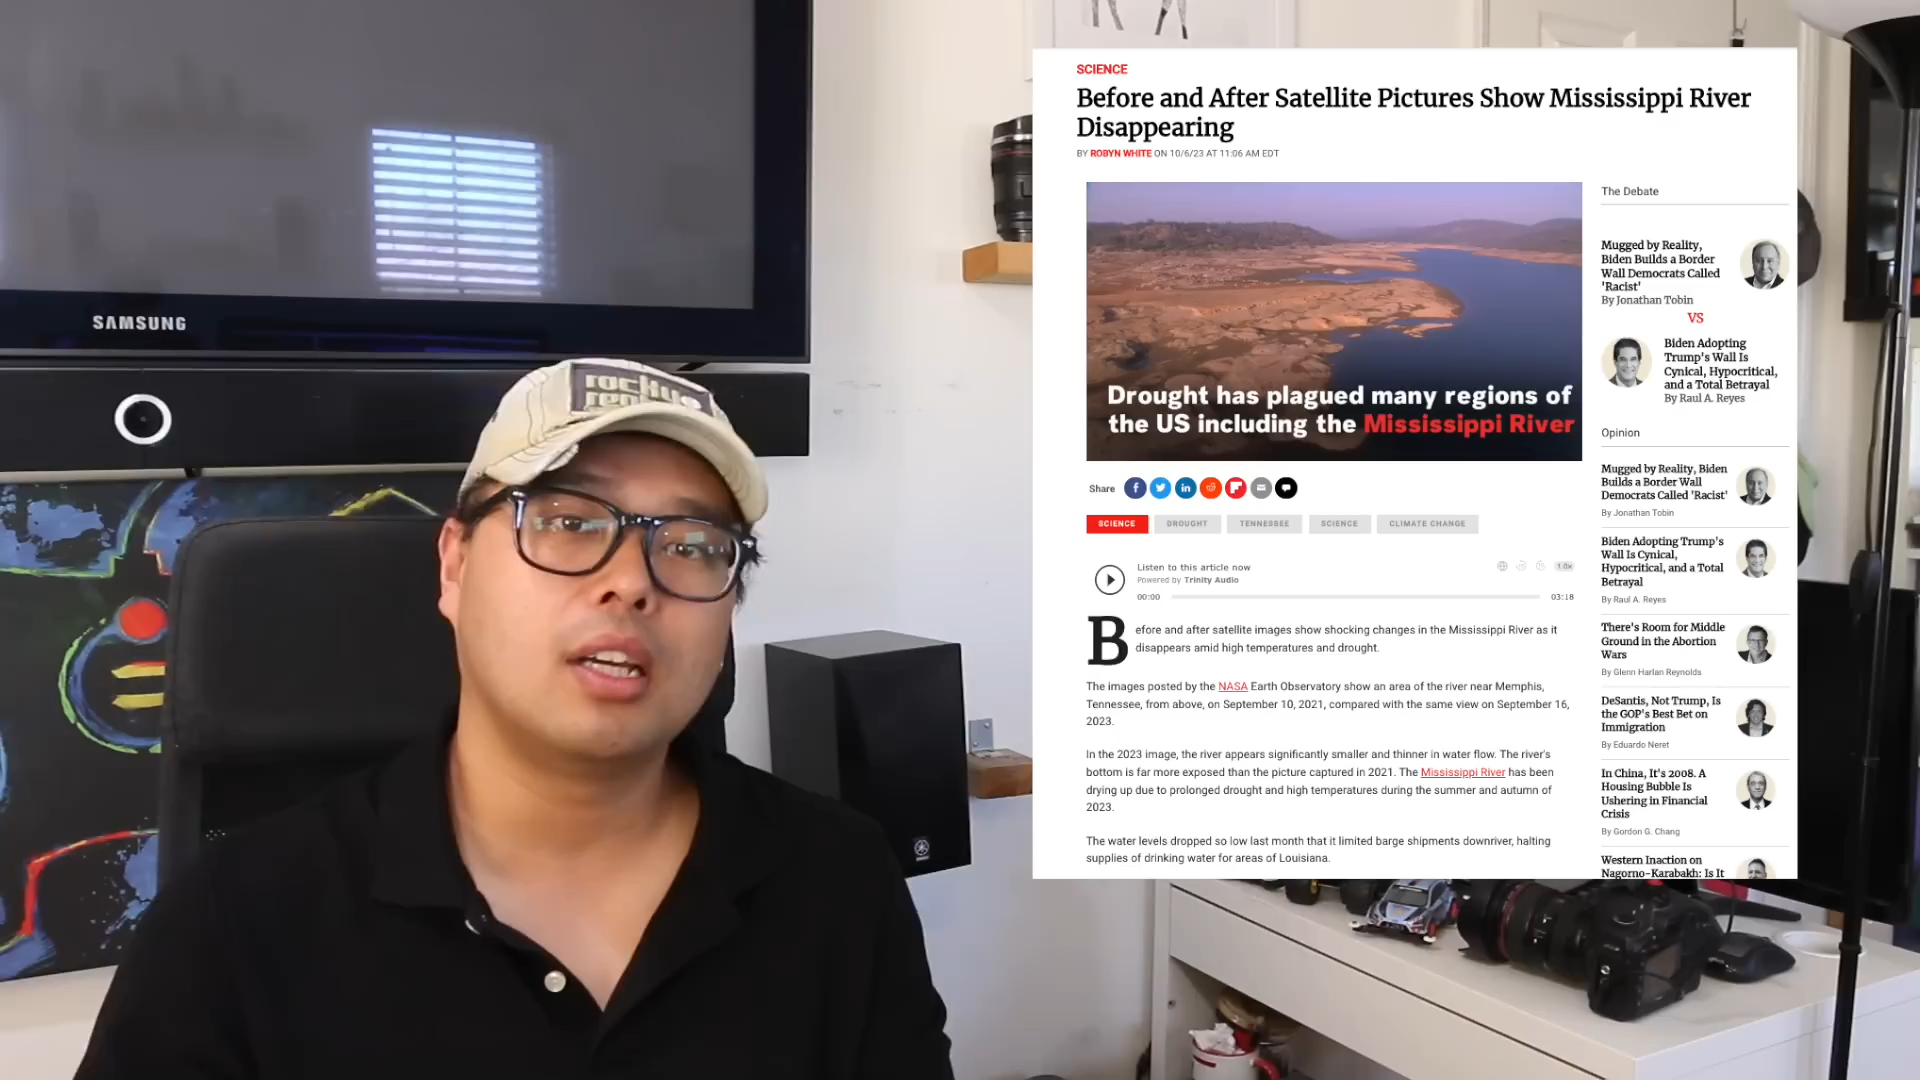 SAMSUNG
SCIENCE
Before and After Satellite Pictures Show Mississippi River
Disappearing
BY ROBYN WHITE ON 10/6/23 AT 11:06 AM EDT
Drought has plagued many regions of
the US including the Mississippi River
Share
SCIENCE DROUGHT TENNESSEE SCIENCE CLIMATE CHANGE
Listen to this article now
Powered by Trinity Audio
1.0x
00:00 03:18
Before and after satellite images show shocking changes in the Mississippi River as it
disappears amid high temperatures and drought.
The images posted by the NASA Earth Observatory show an area of the river near Memphis,
Tennessee, from above, on September 10, 2021, compared with the same view on September 16,
2023.
In the 2023 image, the river appears significantly smaller and thinner in water flow. The river's
bottom is far more exposed than the picture captured in 2021. The Mississippi River has been
drying up due to prolonged drought and high temperatures during the summer and autumn of
2023.
The water levels dropped so low last month that it limited barge shipments downriver, halting
supplies of drinking water for areas of Louisiana.
The Debate
Mugged by Reality,
Biden Builds a Border
Wall Democrats Called
'Racist'
By Jonathan Tobin
VS
Biden Adopting
Trump's Wall Is
Cynical, Hypocritical,
and a Total Betrayal
By Raul A. Reyes
Opinion
Mugged by Reality, Biden
Builds a Border Wall
Democrats Called 'Racist'
By Jonathan Tobin
Biden Adopting Trump's
Wall Is Cynical,
Hypocritical, and a Total
Betrayal
By Raul A. Reyes
There's Room for Middle
Ground in the Abortion
Wars
By Glenn Harlan Reynolds
DeSantis, Not Trump, Is
the GOP's Best Bet on
Immigration
By Eduardo Neret
In China, It's 2008. A
Housing Bubble Is
Ushering in Financial
Crisis
By Gordon G. Chang
Western Inaction on
Nagorno-Karabakh: Is It